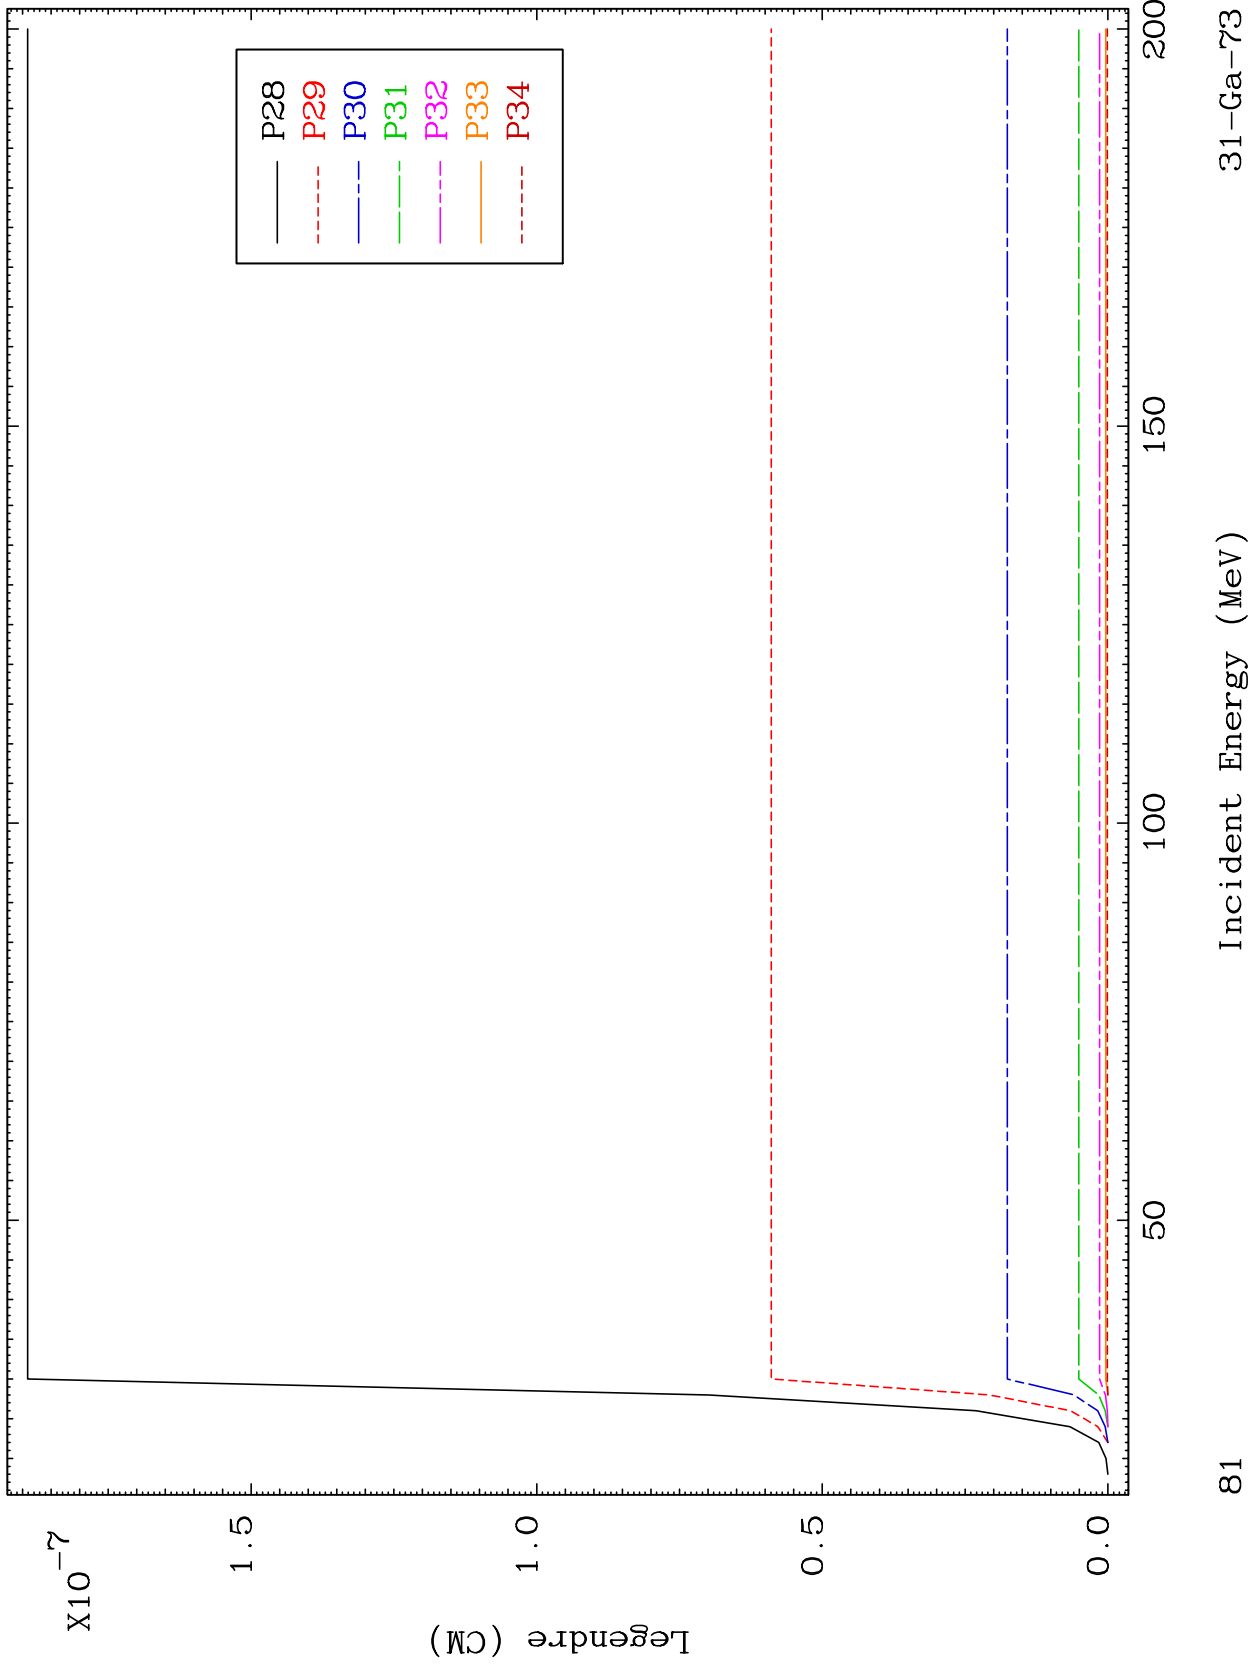 X10-7
1.5
1.0
0.5
0.0
Legendre (CM)
P28
P29
P30
P31
P32
P33
P34
50
100
150
200
81
Incident Energy (MeV)
31-Ga-73